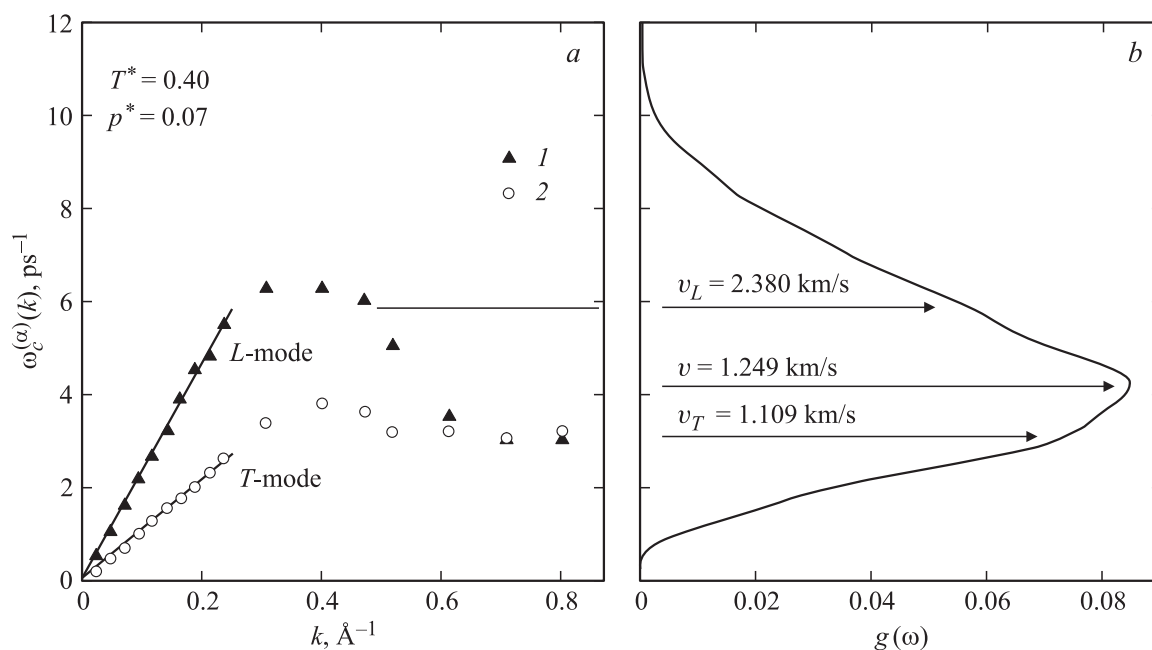 12
10
8
6
4
2
0
ω_c^(α)(k), ps⁻¹
a
T* = 0.40
p* = 0.07
1
2
L-mode
T-mode
0 0.2 0.4 0.6 0.8
k, Å⁻¹
b
υ_L = 2.380 km/s
υ = 1.249 km/s
υ_T = 1.109 km/s
0 0.02 0.04 0.06 0.08
g(ω)